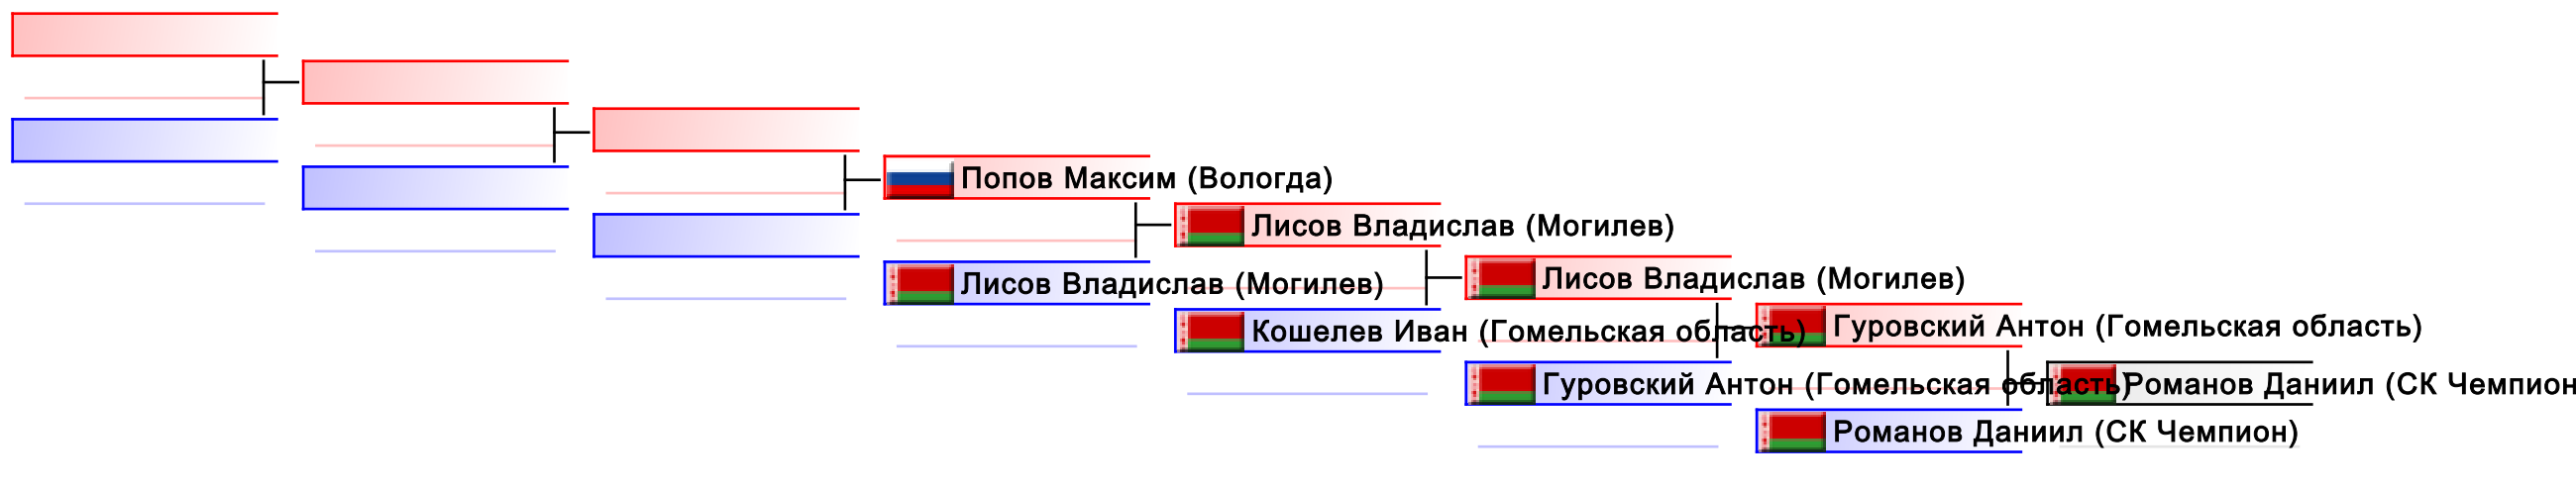 Попов Максим (Вологда)
Лисов Владислав (Могилев)
Лисов Владислав (Могилев)
Лисов Владислав (Могилев)
Кошелев Иван (Гомельская область)
Гуровский Антон (Гомельская область)
Гуровский Антон (Гомельская область)
Романов Даниил (СК Чемпион
Романов Даниил (СК Чемпион)